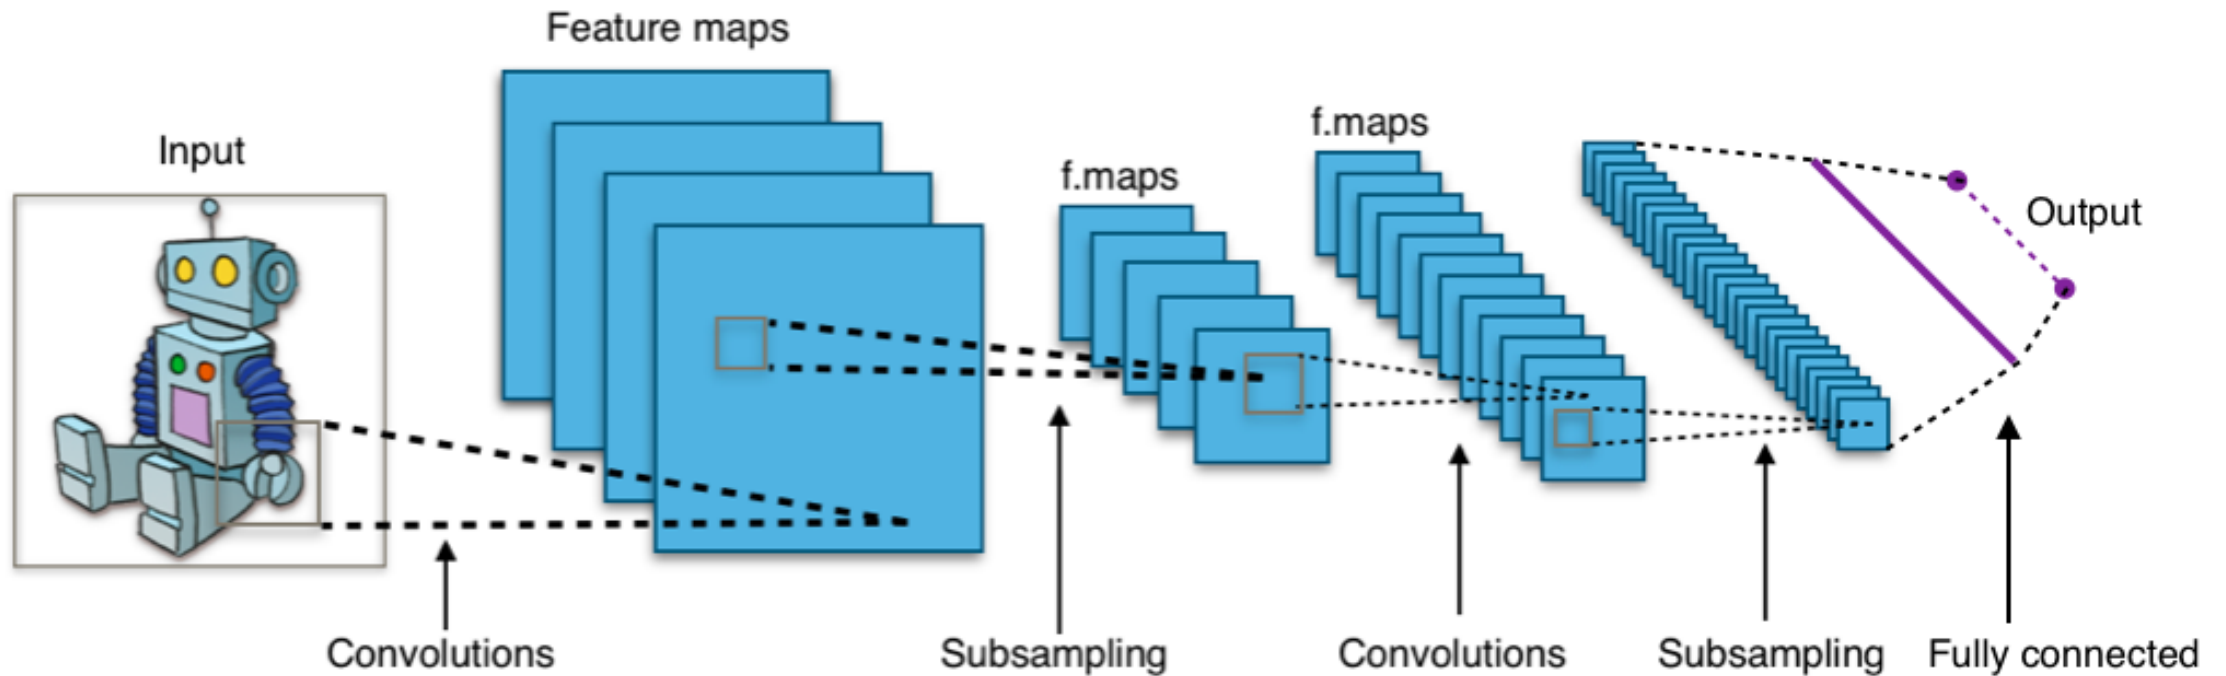 Feature maps
f.maps
Input
f.maps
Output
Convolutions
Subsampling
Convolutions
Subsampling
Fully connected